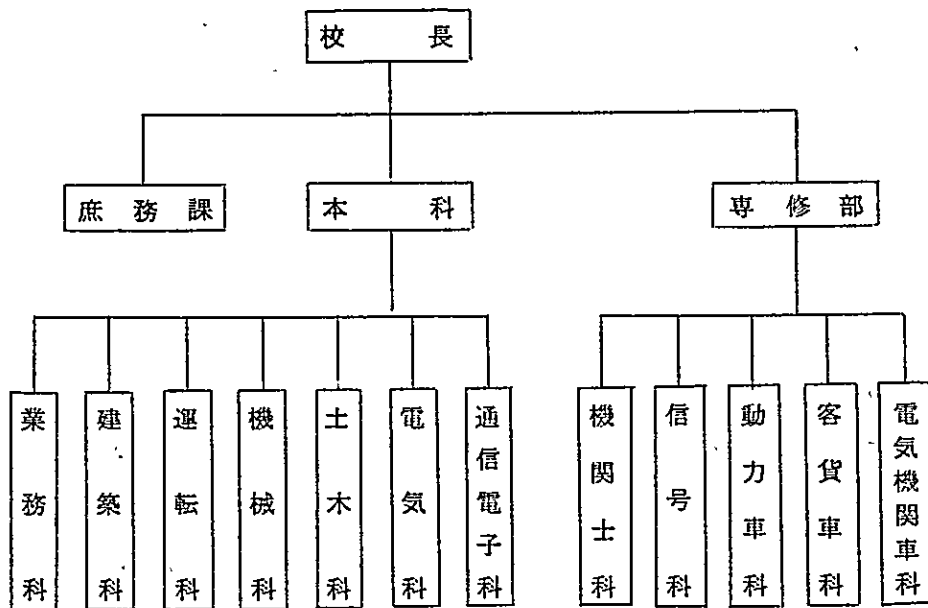 校長
庶務課
本科
専修部
業務科
建築科
運転科
機械科
土木科
電気科
通信電子科
機関士科
信号科
動力車科
客貨車科
電気機関車科